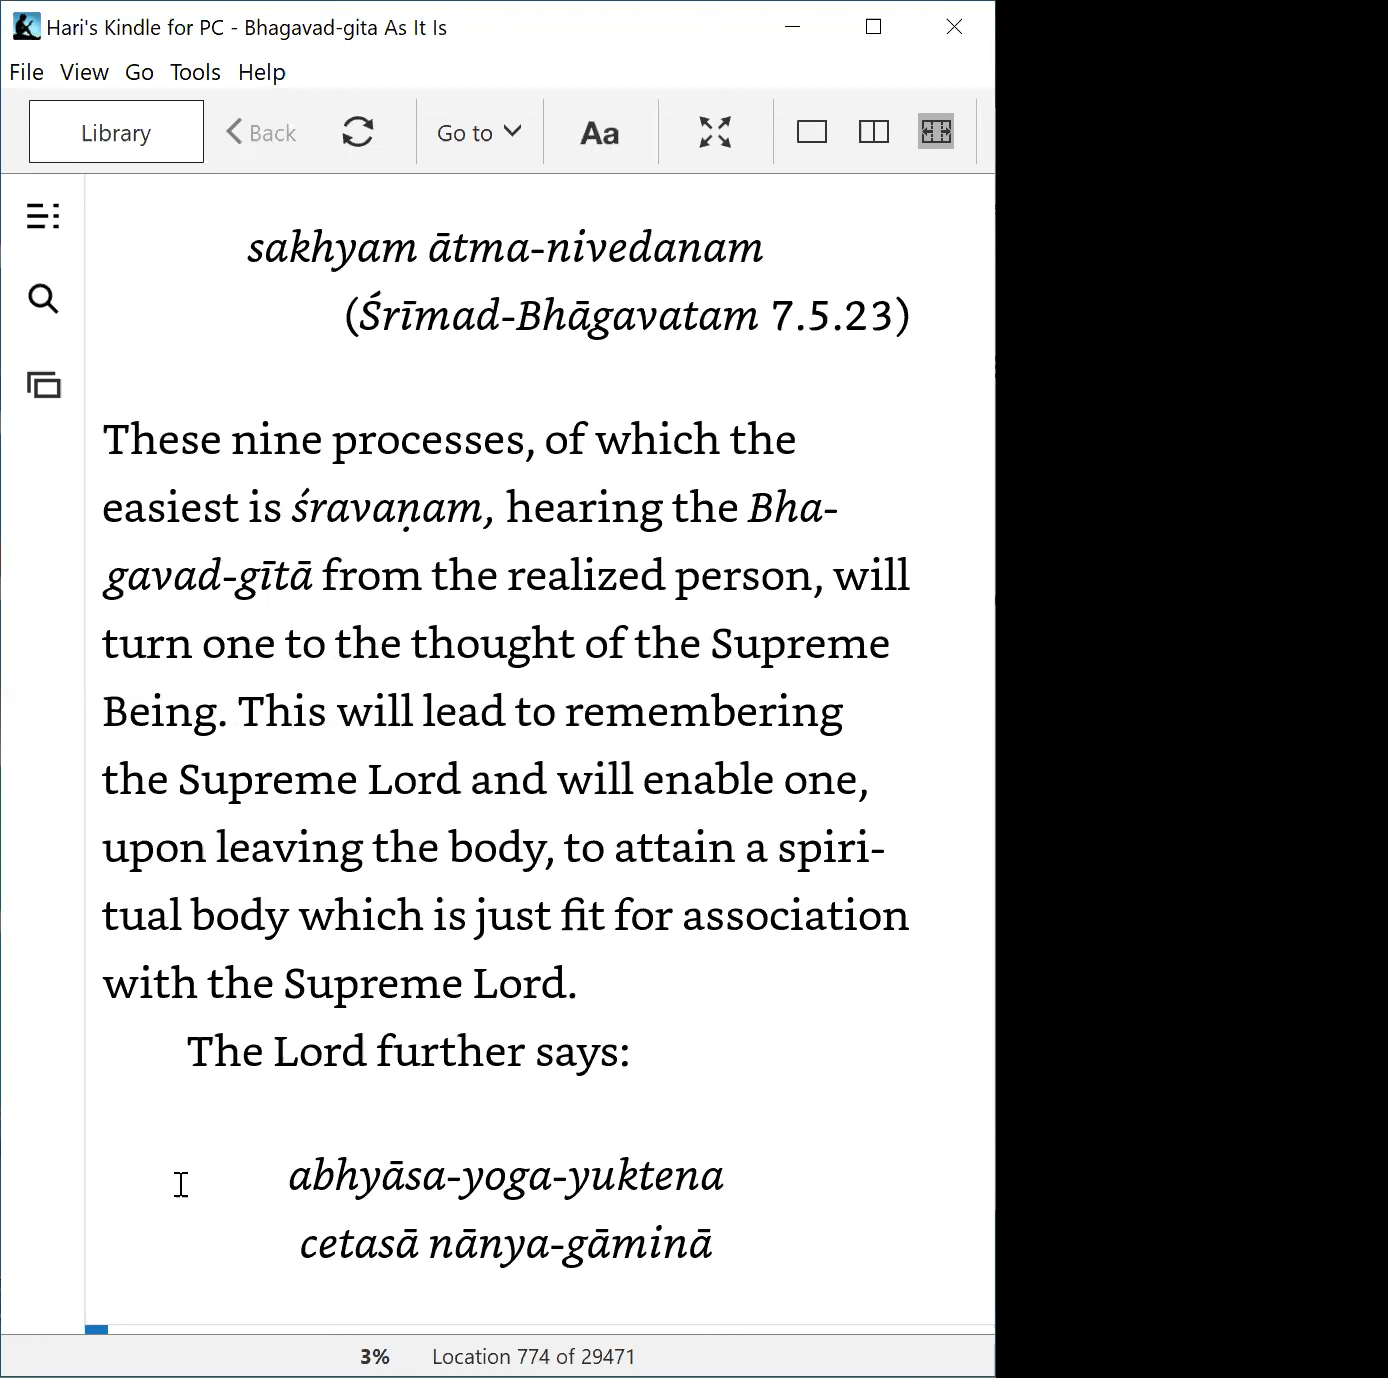 Hari's Kindle for PC - Bhagavad-gita As It Is
File View Go Tools Help
Library Back Go to Aa
sakhyam ātma-nivedanam
(Śrīmad-Bhāgavatam 7.5.23)
These nine processes, of which the
easiest is śravaṇam, hearing the Bha-
gavad-gītā from the realized person, will
turn one to the thought of the Supreme
Being. This will lead to remembering
the Supreme Lord and will enable one,
upon leaving the body, to attain a spiri-
tual body which is just fit for association
with the Supreme Lord.
The Lord further says:
abhyāsa-yoga-yuktena
cetasā nānya-gāminā
3% Location 774 of 29471